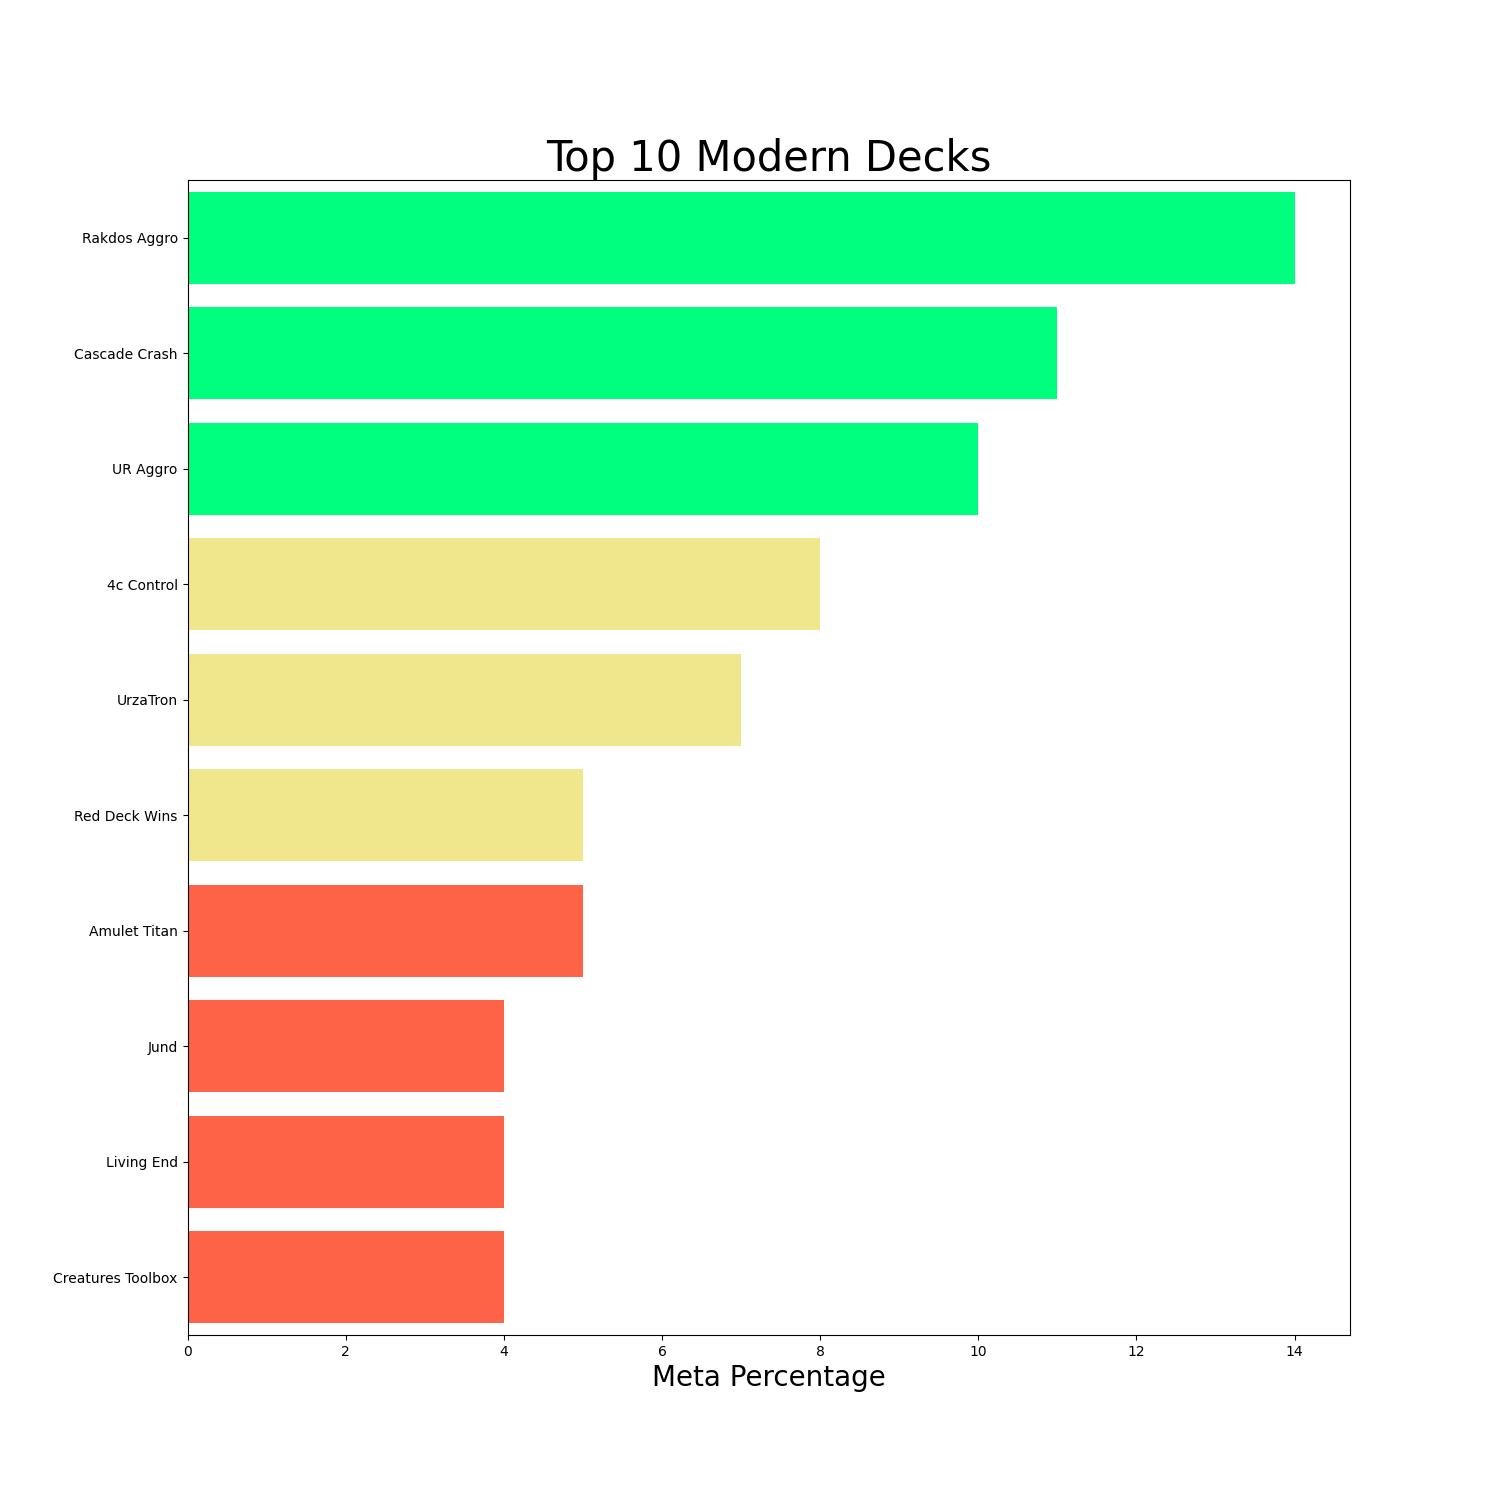 Top 10 Modern Decks
Rakdos Aggro
Cascade Crash
UR Aggro
4c Control
UrzaTron
Red Deck Wins
Amulet Titan
Jund
Living End
Creatures Toolbox
0 2 4 6 8 10 12 14
Meta Percentage